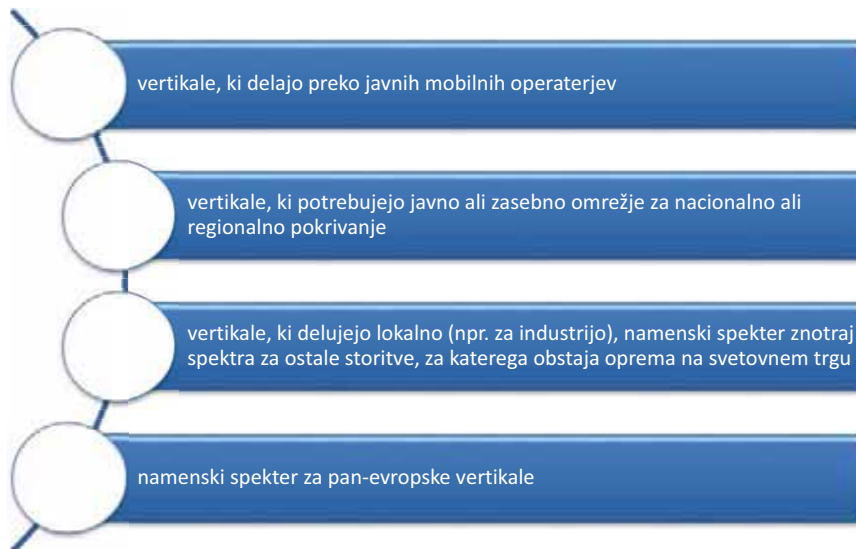 vertikale, ki delajo preko javnih mobilnih operaterjev
vertikale, ki potrebujejo javno ali zasebno omrežje za nacionalno ali
regionalno pokrivanje
vertikale, ki delujejo lokalno (npr. za industrijo), namenski spekter znotraj
spektra za ostale storitve, za katerega obstaja oprema na svetovnem trgu
namenski spekter za pan-evropske vertikale